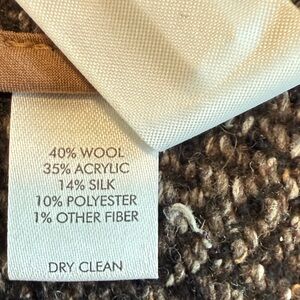 40% WOOL
35% ACRYLIC
14% SILK
10% POLYESTER
1% OTHER FIBER
DRY CLEAN